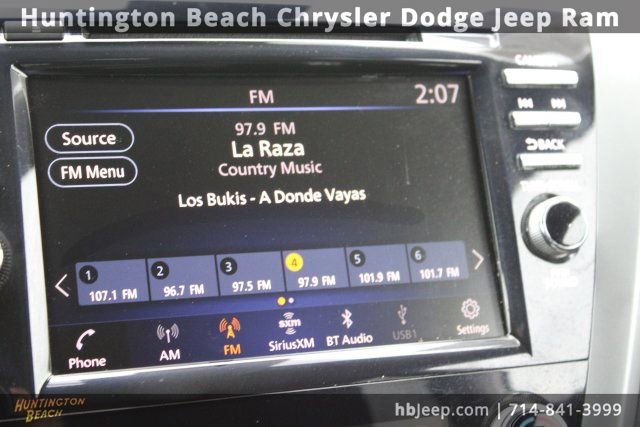 Huntington Beach Chrysler Dodge Jeep Ram
FM
2:07
Source
FM Menu
97.9 FM
La Raza
Country Music
Los Bukis - A Donde Vayas
1
107.1 FM
2
96.7 FM
3
97.5 FM
4
97.9 FM
5
101.9 FM
6
101.7 FM
Phone
AM
FM
sxm
SiriusXM
BT Audio
USB1
Settings
BACK
HUNTINGTON
BEACH
hbjeep.com | 714-841-3999